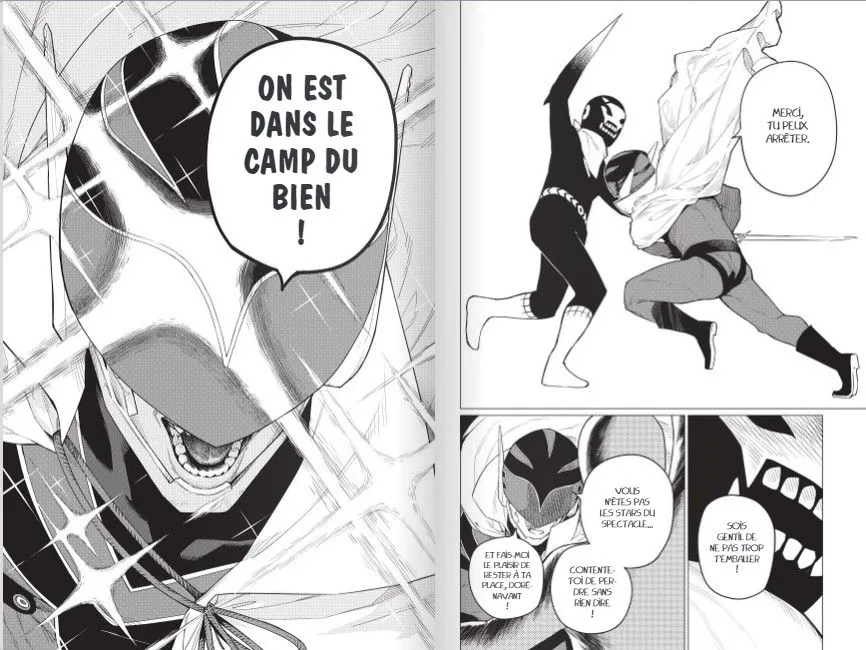 MERCI,
TU PEUX
ARRÊTER.
SOIS
GENTIL DE
NE PAS TROP
T'EMBALLER
!
VOUS
N'ÊTES PAS
LES STARS DU
SPECTACLE...
CONTENTE-
TOI DE PER-
DRE SANS
RIEN DIRE !
ET FAIS-MOI
LE PLAISIR DE
RESTER À TA
PLACE, DORÉ-
NAVANT
!
ON EST
DANS LE
CAMP DU
BIEN
!